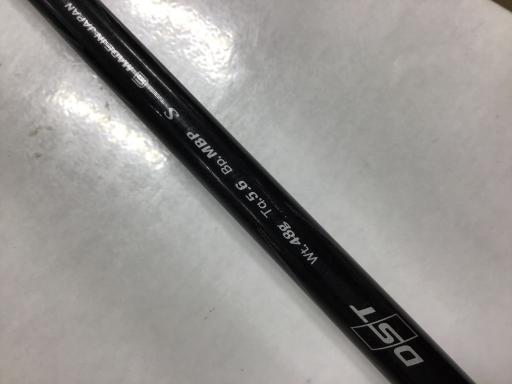 DST
Wt.48g Tq.5.6 Bp.MBP S
MADE IN JAPAN